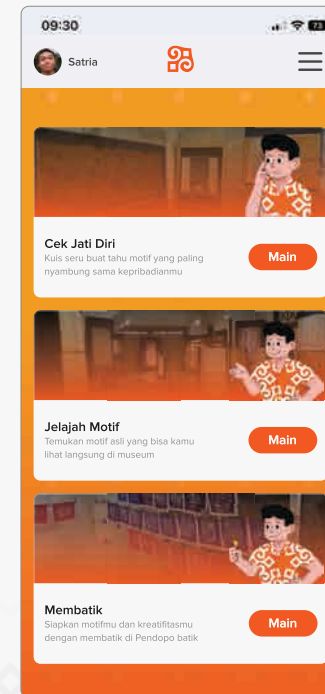 09:30
73
Satria
Cek Jati Diri
Kuis seru buat tahu motif yang paling
nyambung sama kepribadianmu
Main
Jelajah Motif
Temukan motif asli yang bisa kamu
lihat langsung di museum
Main
Membatik
Siapkan motifmu dan kreatifitasmu
dengan membatik di Pendopo batik
Main